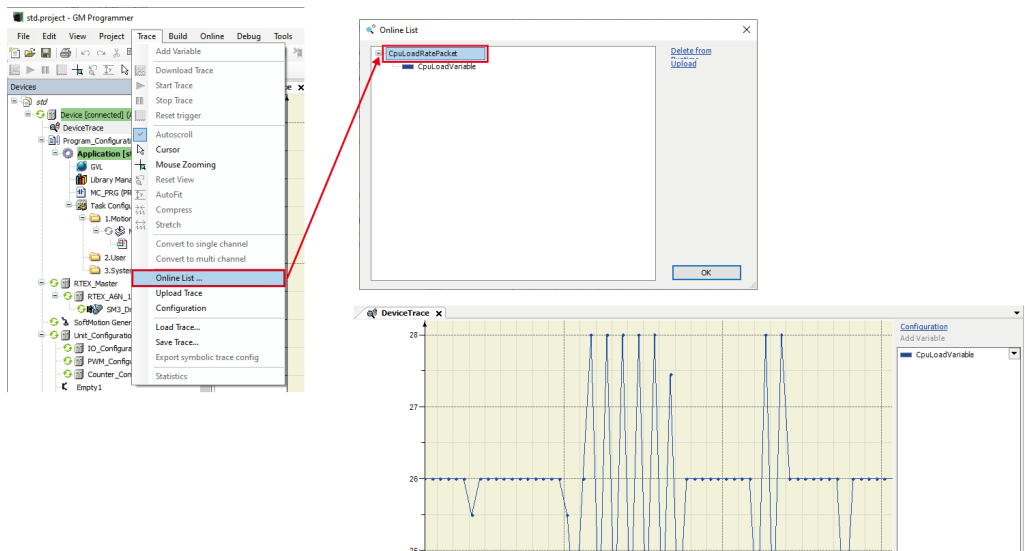 std.project - GM Programmer
File Edit View Project Trace Build Online Debug Tools
Add Variable
Download Trace
Start Trace
Stop Trace
Reset trigger
Autoscroll
Cursor
Mouse Zooming
Reset View
AutoFit
Compress
Stretch
Convert to single channel
Convert to multi channel
Online List ...
Upload Trace
Configuration
Load Trace...
Save Trace...
Export symbolic trace config
Statistics
Devices
std
Device [connected] (
DeviceTrace
Program_Configurati
Application [s
GVL
Library Mana
MC_PRG (PR
Task Configu
1.Motion
2.User
3.System
RTEX_Master
RTEX_A6N_1
SM3_Dr
SoftMotion Gener
Unit_Configuratio
IO_Configura
PWM_Configu
Counter_Con
Empty1
Online List
CpuLoadRatePacket
CpuLoadVariable
Delete from
Upload
OK
DeviceTrace
28
27
26
25
Configuration
Add Variable
CpuLoadVariable